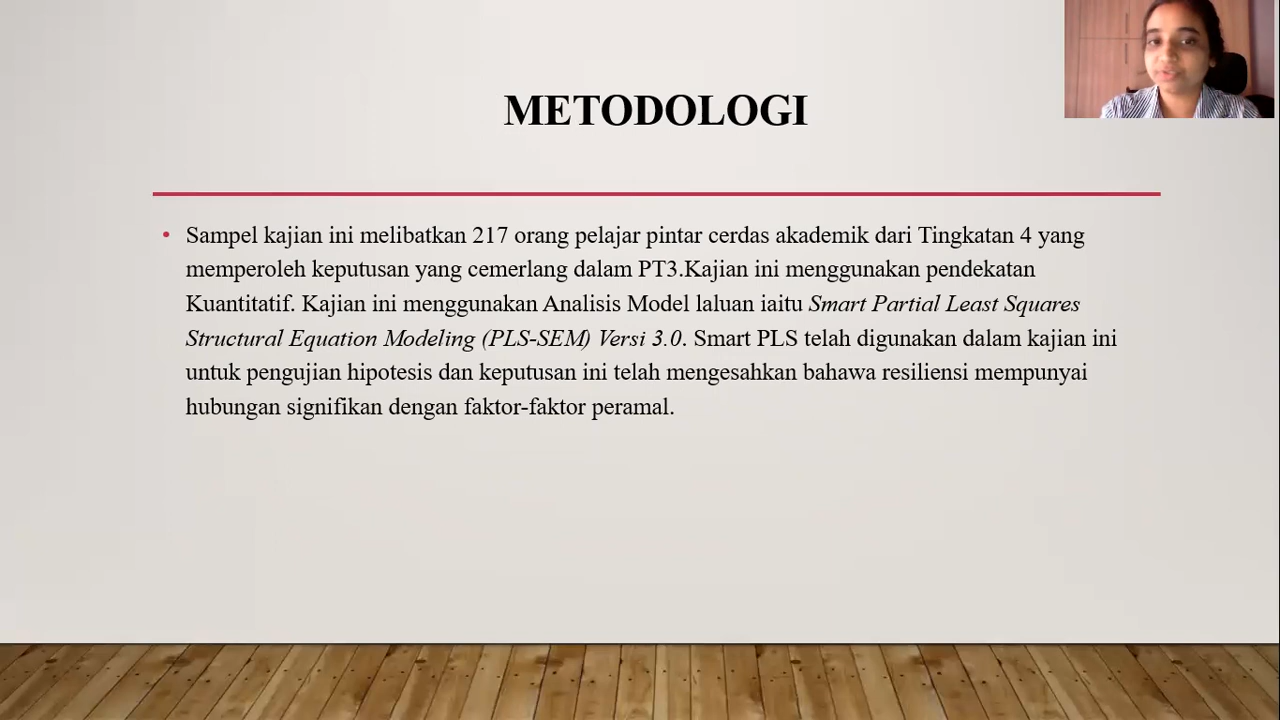 METODOLOGI
• Sampel kajian ini melibatkan 217 orang pelajar pintar cerdas akademik dari Tingkatan 4 yang
memperoleh keputusan yang cemerlang dalam PT3.Kajian ini menggunakan pendekatan
Kuantitatif. Kajian ini menggunakan Analisis Model laluan iaitu Smart Partial Least Squares
Structural Equation Modeling (PLS-SEM) Versi 3.0. Smart PLS telah digunakan dalam kajian ini
untuk pengujian hipotesis dan keputusan ini telah mengesahkan bahawa resiliensi mempunyai
hubungan signifikan dengan faktor-faktor peramal.